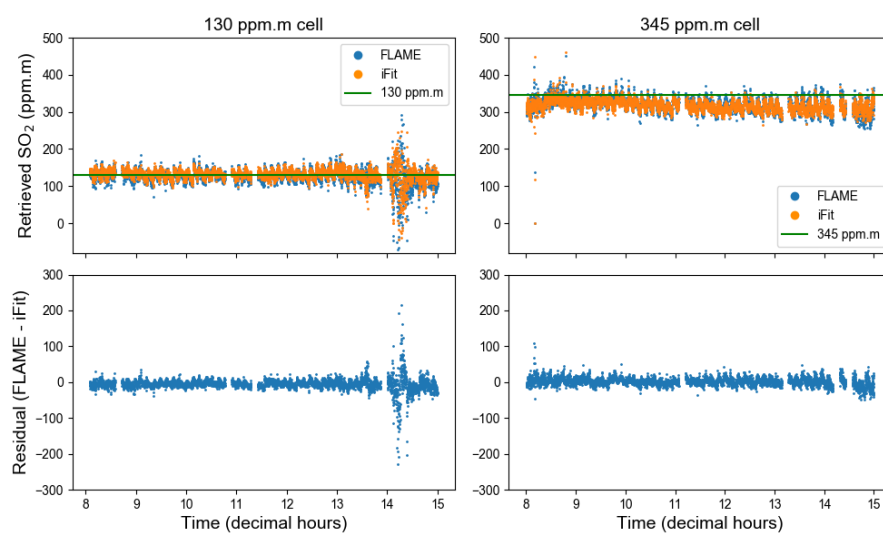 130 ppm.m cell
345 ppm.m cell
Retrieved SO₂ (ppm.m)
500
400
300
200
100
0
FLAME
iFit
130 ppm.m
500
400
300
200
100
0
FLAME
iFit
345 ppm.m
Residual (FLAME - iFit)
300
200
100
0
−100
−200
−300
8 9 10 11 12 13 14 15
Time (decimal hours)
300
200
100
0
−100
−200
−300
8 9 10 11 12 13 14 15
Time (decimal hours)